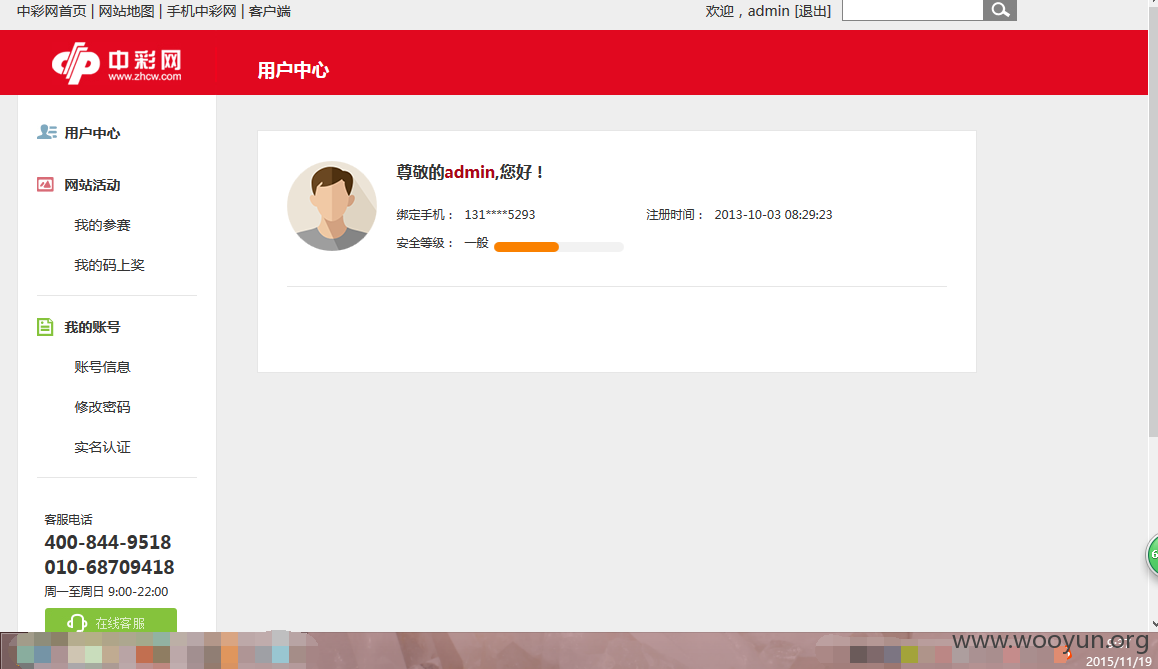 中彩网首页 | 网站地图 | 手机中彩网 | 客户端
欢迎，admin [退出]
中彩网
www.zhcw.com
用户中心
用户中心
网站活动
我的参赛
我的码上奖
我的账号
账号信息
修改密码
实名认证
客服电话
400-844-9518
010-68709418
周一至周日 9:00-22:00
在线客服
尊敬的admin,您好！
绑定手机： 131****5293
注册时间： 2013-10-03 08:29:23
安全等级： 一般
6
www.wooyun.org
2015/11/19